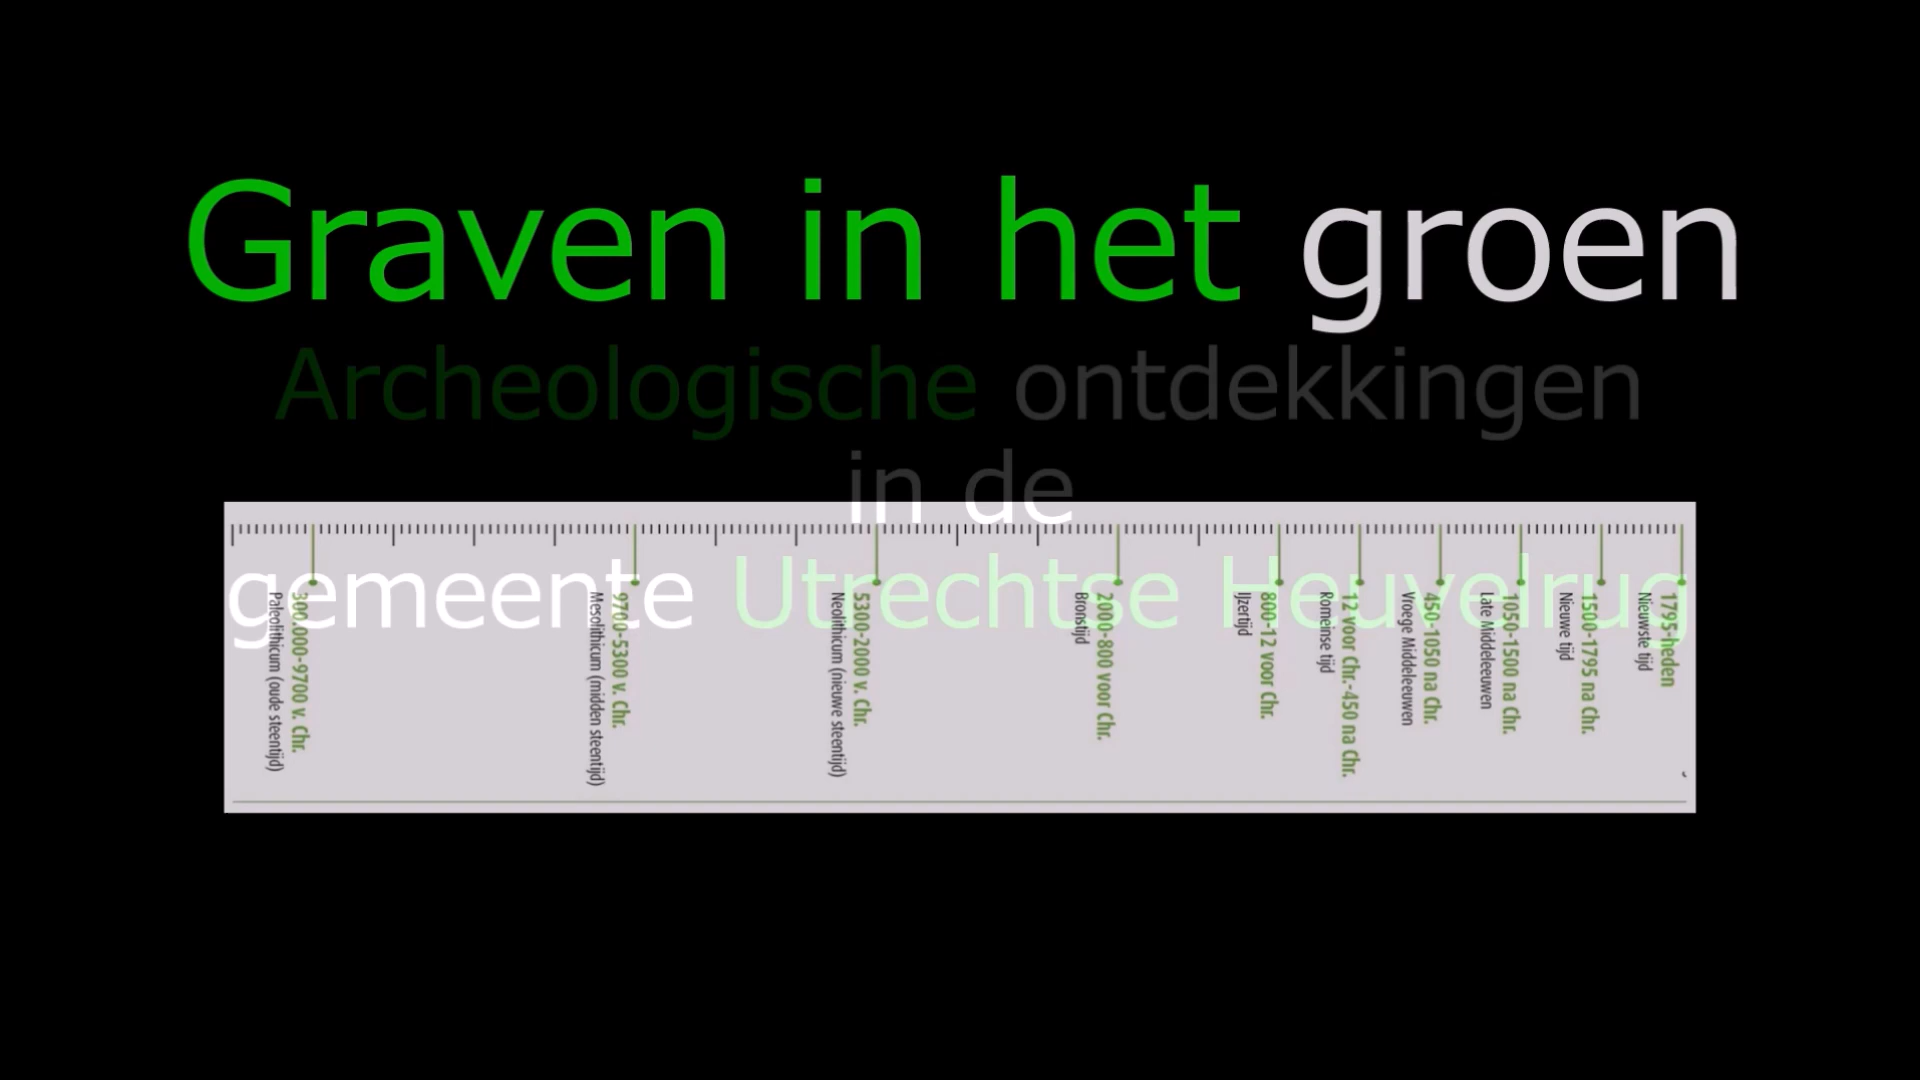 Graven in het groen
Archeologische ontdekkingen
in de
gemeente Utrechtse Heuvelrug
300.000-9700 v. Chr.
Paleolithicum (oude steentijd)
9700-5300 v. Chr.
Mesolithicum (midden steentijd)
5300-2000 v. Chr.
Neolithicum (nieuwe steentijd)
2000-800 voor Chr.
Bronstijd
800-12 voor Chr.
IJzertijd
12 voor Chr.-450 na Chr.
Romeinse tijd
450-1050 na Chr.
Vroege Middeleeuwen
1050-1500 na Chr.
Late Middeleeuwen
1500-1795 na Chr.
Nieuwe tijd
1795-heden
Nieuwste tijd